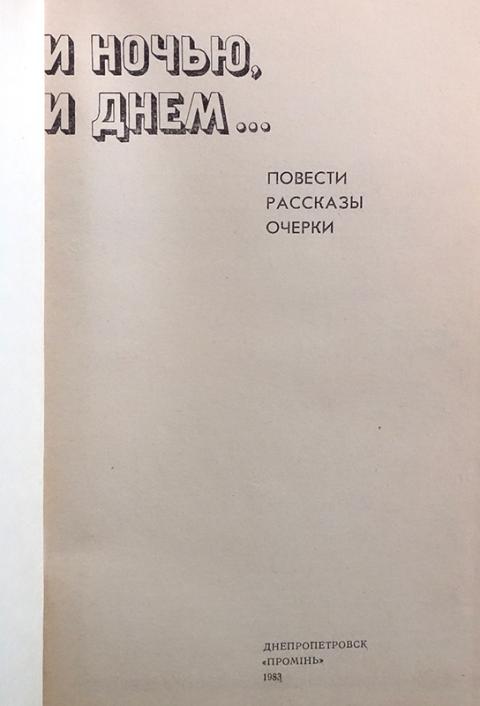 И НОЧЬЮ,
И ДНЕМ...
ПОВЕСТИ
РАССКАЗЫ
ОЧЕРКИ
ДНЕПРОПЕТРОВСК
«ПРОМІНЬ»
1983